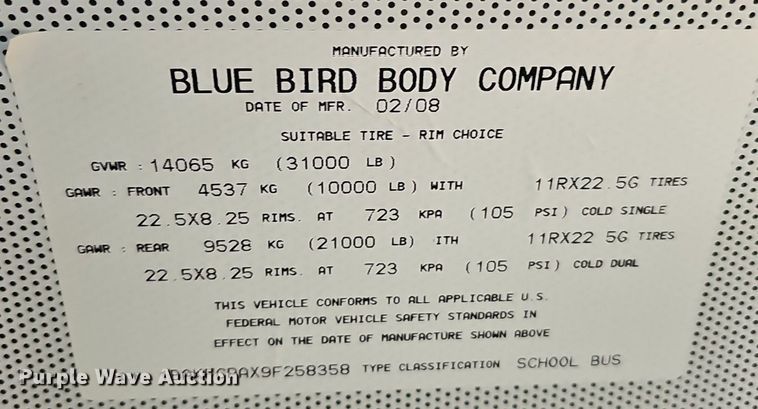 MANUFACTURED BY
BLUE BIRD BODY COMPANY
DATE OF MFR. 02/08
SUITABLE TIRE - RIM CHOICE
GVWR : 14065 KG (31000 LB)
GAWR : FRONT 4537 KG (10000 LB) WITH 11RX22.5G TIRES
22.5X8.25 RIMS. AT 723 KPA (105 PSI) COLD SINGLE
GAWR : REAR 9528 KG (21000 LB) ITH 11RX22 5G TIRES
22.5X8.25 RIMS. AT 723 KPA (105 PSI) COLD DUAL
THIS VEHICLE CONFORMS TO ALL APPLICABLE U.S.
FEDERAL MOTOR VEHICLE SAFETY STANDARDS IN
EFFECT ON THE DATE OF MANUFACTURE SHOWN ABOVE
TYPE CLASSIFICATION SCHOOL BUS
Purple Wave Auction